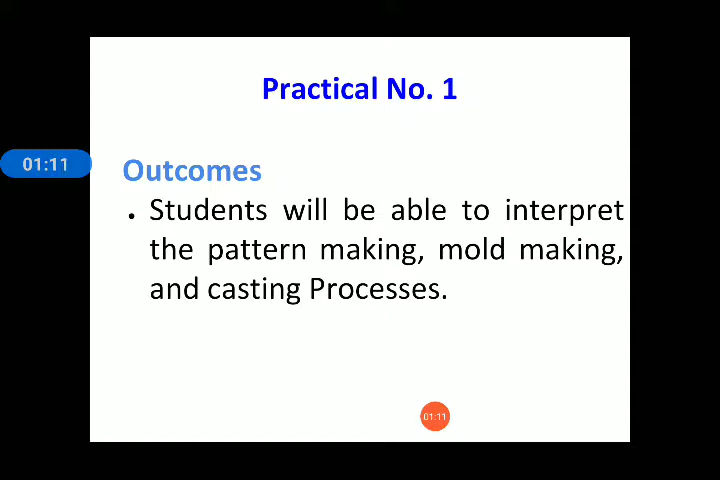 Practical No. 1
01:11
Outcomes
• Students will be able to interpret
the pattern making, mold making,
and casting Processes.
01:11